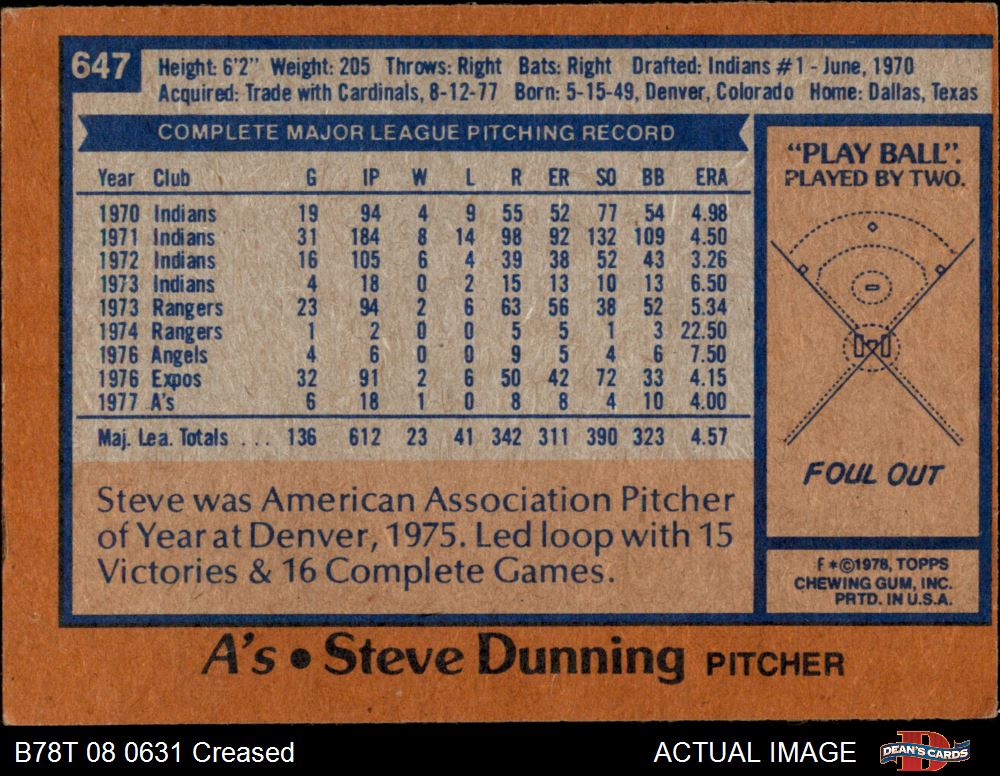 647
Height: 6'2" Weight: 205 Throws: Right Bats: Right Drafted: Indians #1 - June, 1970
Acquired: Trade with Cardinals, 8-12-77 Born: 5-15-49, Denver, Colorado Home: Dallas, Texas
COMPLETE MAJOR LEAGUE PITCHING RECORD
Year Club G IP W L R ER SO BB ERA
1970 Indians 19 94 4 9 55 52 77 54 4.98
1971 Indians 31 184 8 14 98 92 132 109 4.50
1972 Indians 16 105 6 4 39 38 52 43 3.26
1973 Indians 4 18 0 2 15 13 10 13 6.50
1973 Rangers 23 94 2 6 63 56 38 52 5.34
1974 Rangers 1 2 0 0 5 5 1 3 22.50
1976 Angels 4 6 0 0 9 5 4 6 7.50
1976 Expos 32 91 2 6 50 42 72 33 4.15
1977 A's 6 18 1 0 8 8 4 10 4.00
Maj. Lea. Totals ... 136 612 23 41 342 311 390 323 4.57
Steve was American Association Pitcher
of Year at Denver, 1975. Led loop with 15
Victories & 16 Complete Games.
"PLAY BALL".
PLAYED BY TWO.
FOUL OUT
F *©1978, TOPPS
CHEWING GUM, INC.
PRTD. IN U.S.A.
A's • Steve Dunning PITCHER
B78T 08 0631 Creased
ACTUAL IMAGE
DEAN'S CARDS